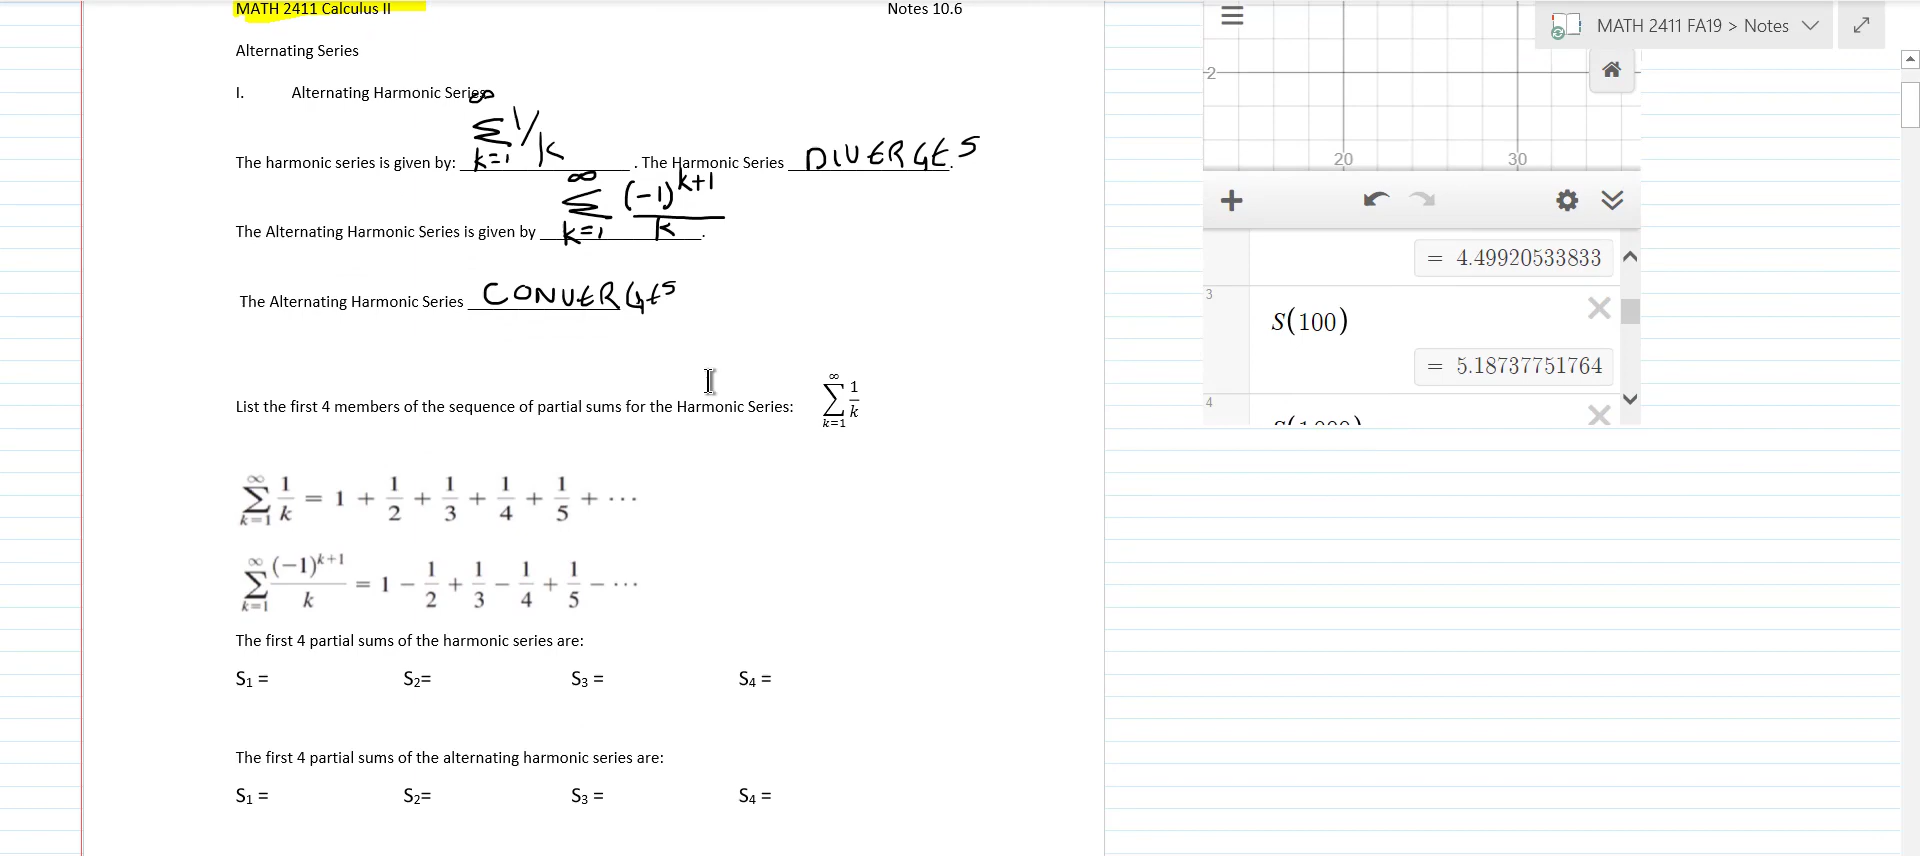 MATH 2411 Calculus II Notes 10.6
Alternating Series
I. Alternating Harmonic Series
The harmonic series is given by: ∞ Σ k=1 1/k . The Harmonic Series DIVERGES.
The Alternating Harmonic Series is given by ∞ Σ k=1 (-1)^k+1 / k .
The Alternating Harmonic Series CONVERGES
List the first 4 members of the sequence of partial sums for the Harmonic Series: ∞ Σ k=1 1/k
∞ Σ k=1 1/k = 1 + 1/2 + 1/3 + 1/4 + 1/5 + ···
∞ Σ k=1 (−1)^k+1 / k = 1 − 1/2 + 1/3 − 1/4 + 1/5 − ···
The first 4 partial sums of the harmonic series are:
S1 = S2= S3 = S4 =
The first 4 partial sums of the alternating harmonic series are:
S1 = S2= S3 = S4 =
MATH 2411 FA19 > Notes
-2
20 30
= 4.49920533833
3
S(100)
= 5.18737751764
4